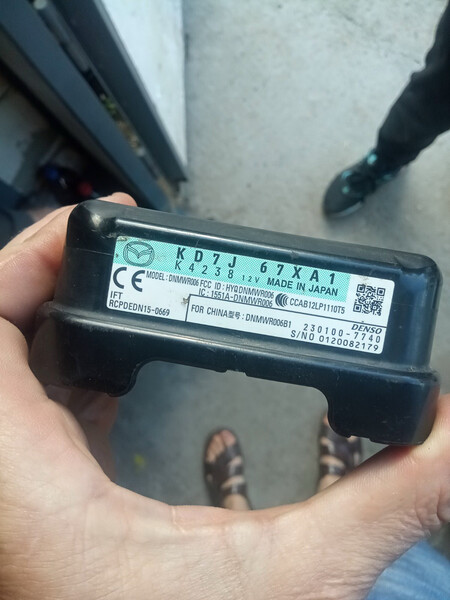 KD7J 67XA1
K4238 12V MADE IN JAPAN
CE MODEL:DNMWR006 FCC ID:HYQDNMWR006
IC:1551A-DNMWR006 CCAB12LP1110T5
IFT
RCPDEDN15-0669
FOR CHINA型号:DNMWR006B1
DENSO
230100-7740
S/NO 0120082179